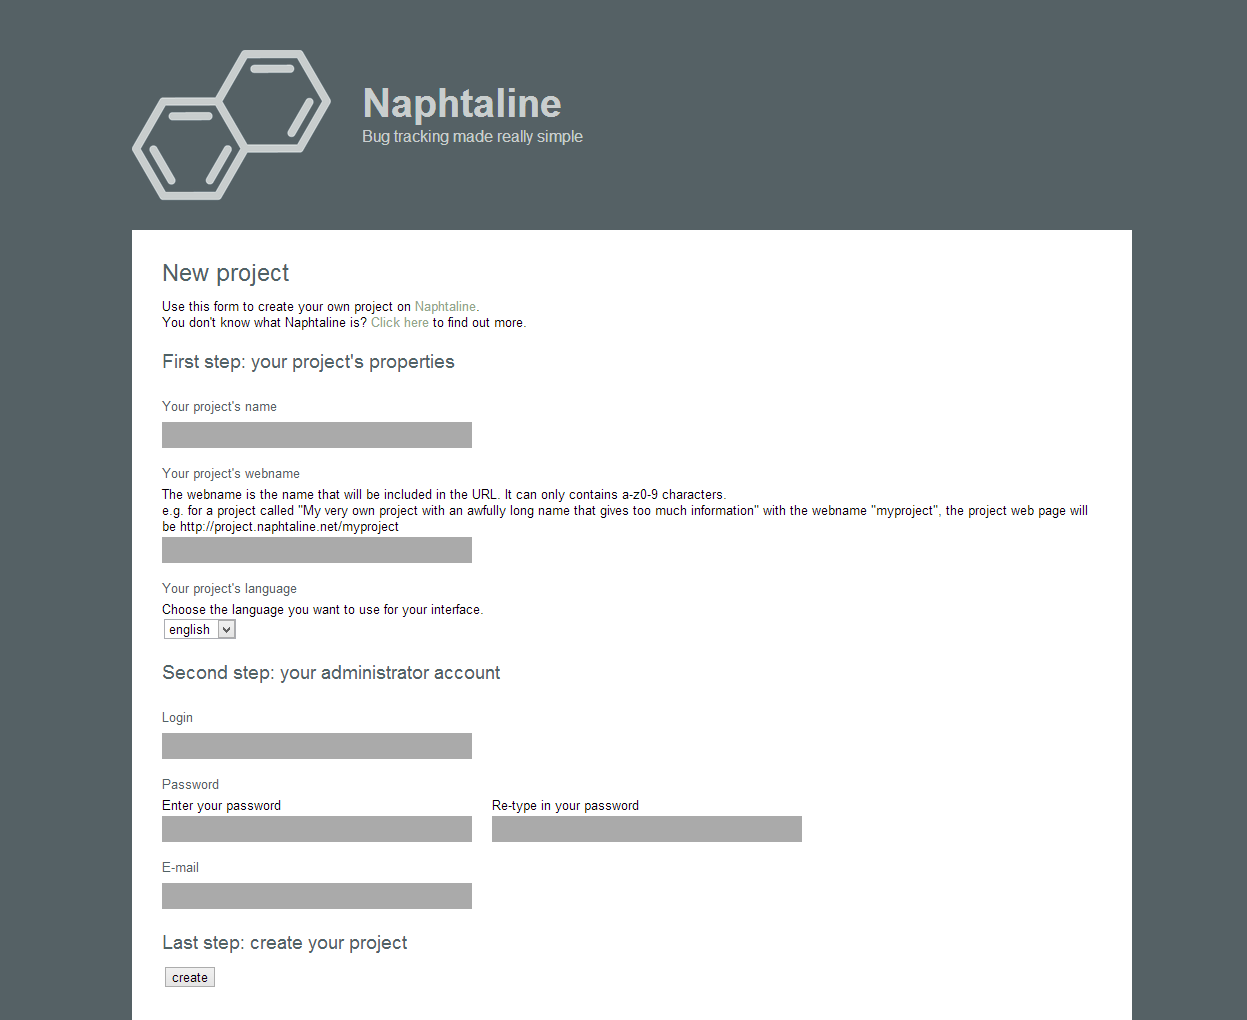 Naphtaline
Bug tracking made really simple
New project
Use this form to create your own project on Naphtaline.
You don't know what Naphtaline is? Click here to find out more.
First step: your project's properties
Your project's name
Your project's webname
The webname is the name that will be included in the URL. It can only contains a-z0-9 characters.
e.g. for a project called "My very own project with an awfully long name that gives too much information" with the webname "myproject", the project web page will
be http://project.naphtaline.net/myproject
Your project's language
Choose the language you want to use for your interface.
english
Second step: your administrator account
Login
Password
Enter your password
Re-type in your password
E-mail
Last step: create your project
create